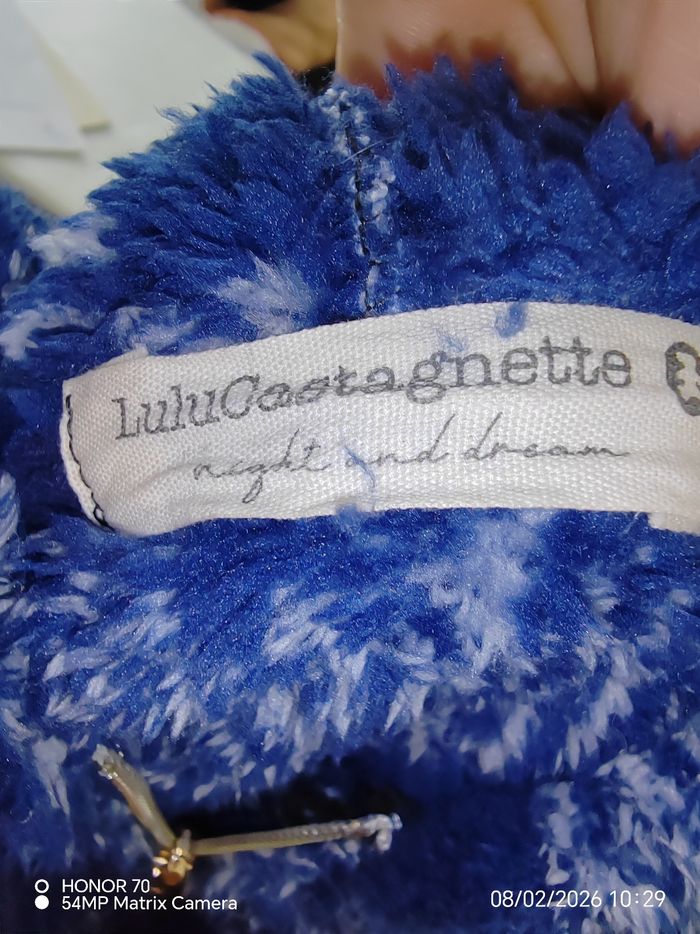 LuluCastagnette
night and dream
HONOR 70
54MP Matrix Camera
08/02/2026 10:29